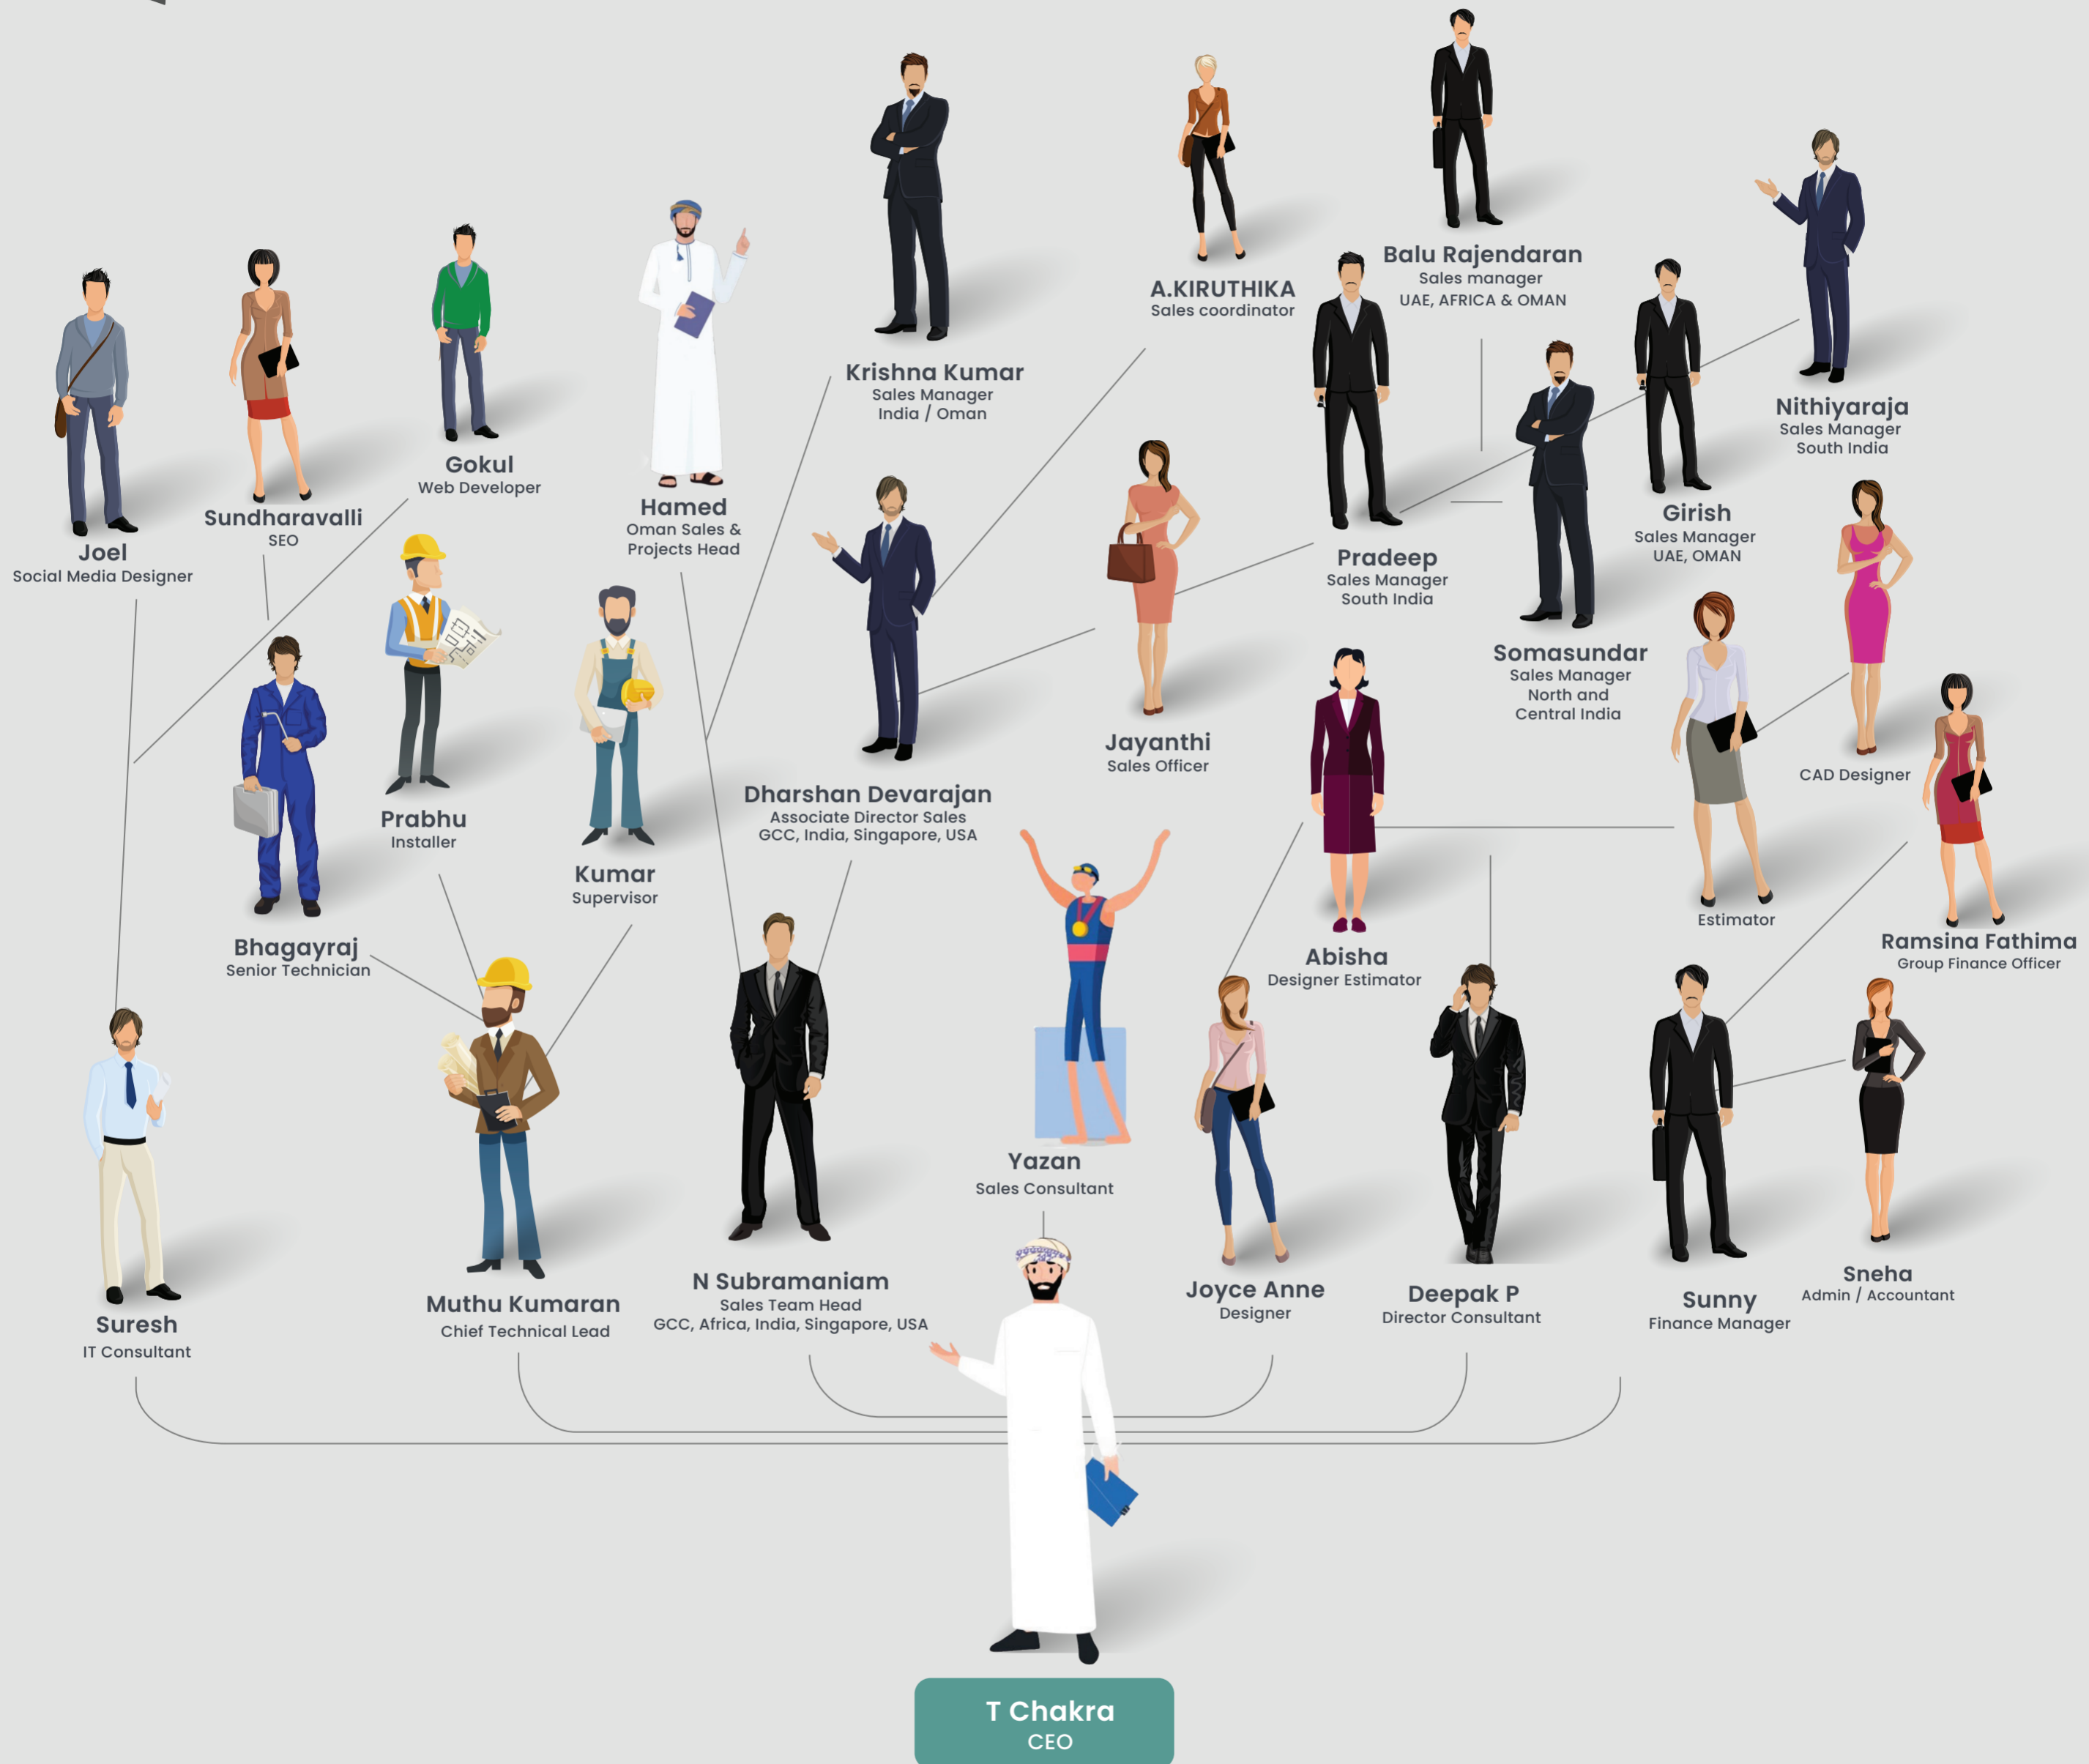 Balu Rajendaran
Sales manager
UAE, AFRICA & OMAN
A.KIRUTHIKA
Sales coordinator
Krishna Kumar
Sales Manager
India / Oman
Nithiyaraja
Sales Manager
South India
Gokul
Web Developer
Hamed
Oman Sales &
Projects Head
Sundharavalli
SEO
Joel
Social Media Designer
Girish
Sales Manager
UAE, OMAN
Pradeep
Sales Manager
South India
Somasundar
Sales Manager
North and
Central India
Jayanthi
Sales Officer
CAD Designer
Dharshan Devarajan
Associate Director Sales
GCC, India, Singapore, USA
Prabhu
Installer
Kumar
Supervisor
Estimator
Ramsina Fathima
Group Finance Officer
Bhagayraj
Senior Technician
Abisha
Designer Estimator
Yazan
Sales Consultant
Suresh
IT Consultant
Muthu Kumaran
Chief Technical Lead
N Subramaniam
Sales Team Head
GCC, Africa, India, Singapore, USA
Joyce Anne
Designer
Deepak P
Director Consultant
Sunny
Finance Manager
Sneha
Admin / Accountant
T Chakra
CEO